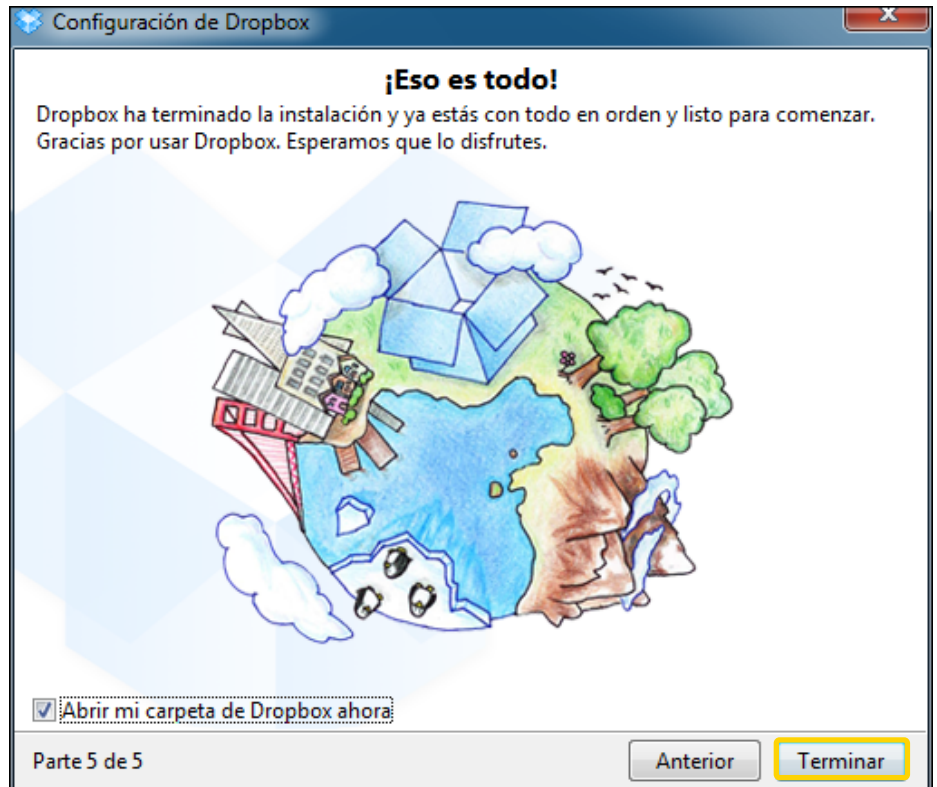 Configuración de Dropbox
¡Eso es todo!
Dropbox ha terminado la instalación y ya estás con todo en orden y listo para comenzar.
Gracias por usar Dropbox. Esperamos que lo disfrutes.
Abrir mi carpeta de Dropbox ahora
Parte 5 de 5
Anterior
Terminar